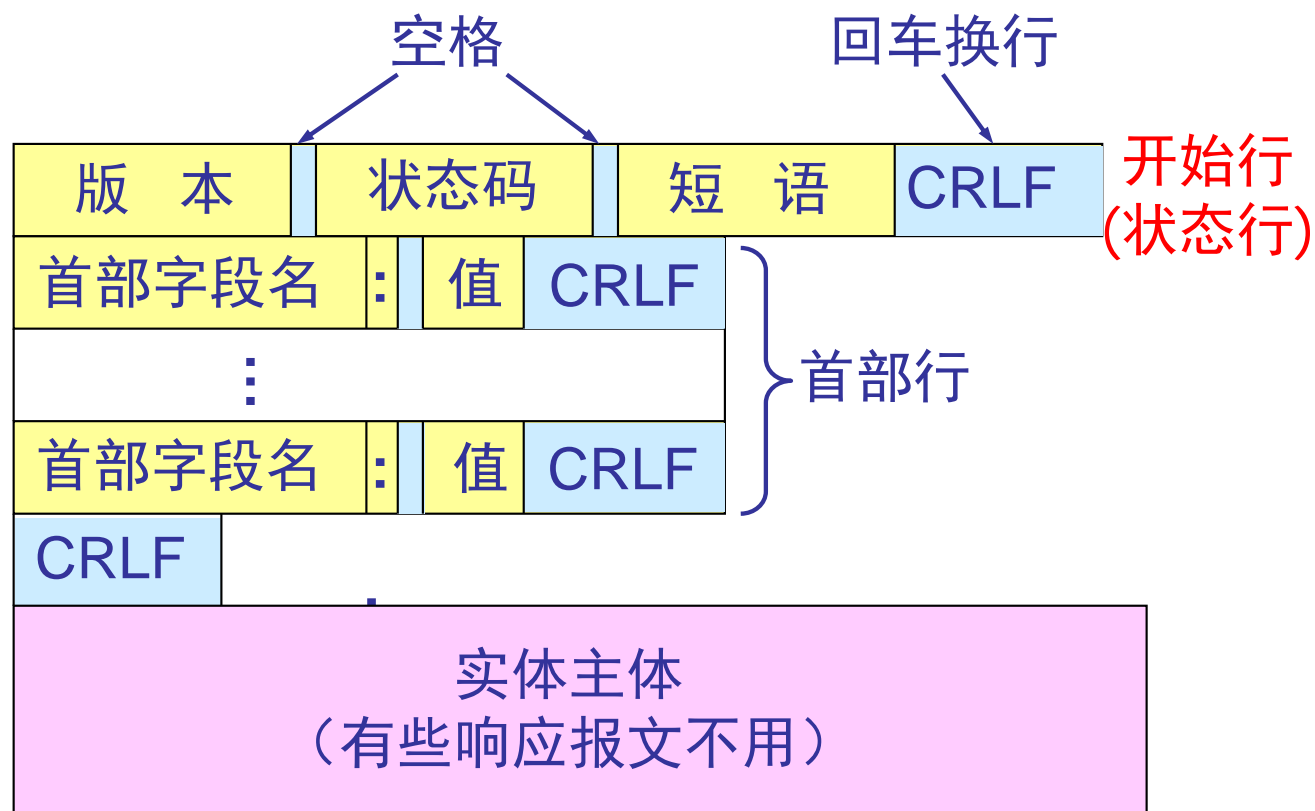 空格 回车换行
版 本 状态码 短 语 CRLF 开始行
(状态行)
首部字段名 : 值 CRLF
⋮ 首部行
首部字段名 : 值 CRLF
CRLF
实体主体
（有些响应报文不用）